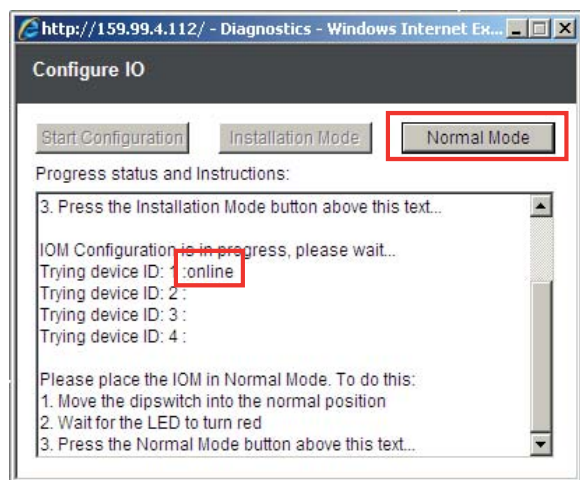 http://159.99.4.112/ - Diagnostics - Windows Internet Ex...
Configure IO
Start Configuration Installation Mode Normal Mode
Progress status and Instructions:
3. Press the Installation Mode button above this text...
IOM Configuration is in progress, please wait...
Trying device ID: 1 :online
Trying device ID: 2 :
Trying device ID: 3 :
Trying device ID: 4 :
Please place the IOM in Normal Mode. To do this:
1. Move the dipswitch into the normal position
2. Wait for the LED to turn red
3. Press the Normal Mode button above this text...